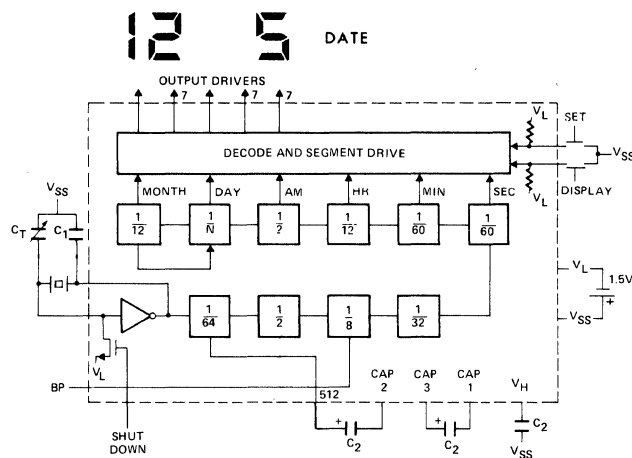 12 5 DATE
OUTPUT DRIVERS
7 7 7
VL SET
DECODE AND SEGMENT DRIVE
VSS
VL DISPLAY
MONTH DAY AM HR MIN SEC
VSS
CT C1
1/12 1/N 1/2 1/12 1/60 1/60
VL
1.5V
+
VSS
1/64 1/2 1/8 1/32
VL
BP
512 CAP 2 CAP 3 CAP 1 VH
+ C2 + C2 C2
VSS
SHUT DOWN